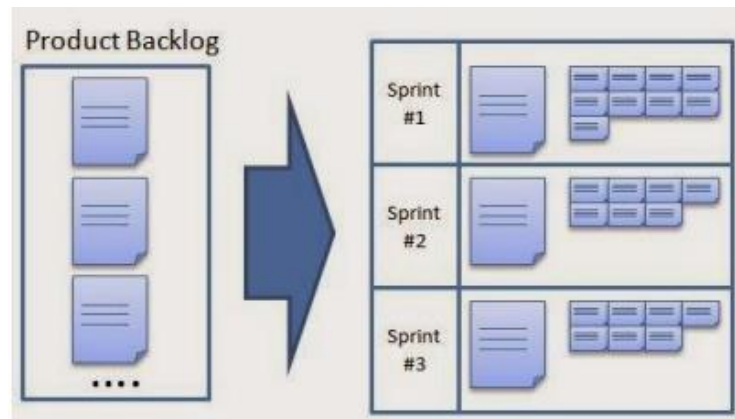 Product Backlog
Sprint
#1
Sprint
#2
Sprint
#3
....